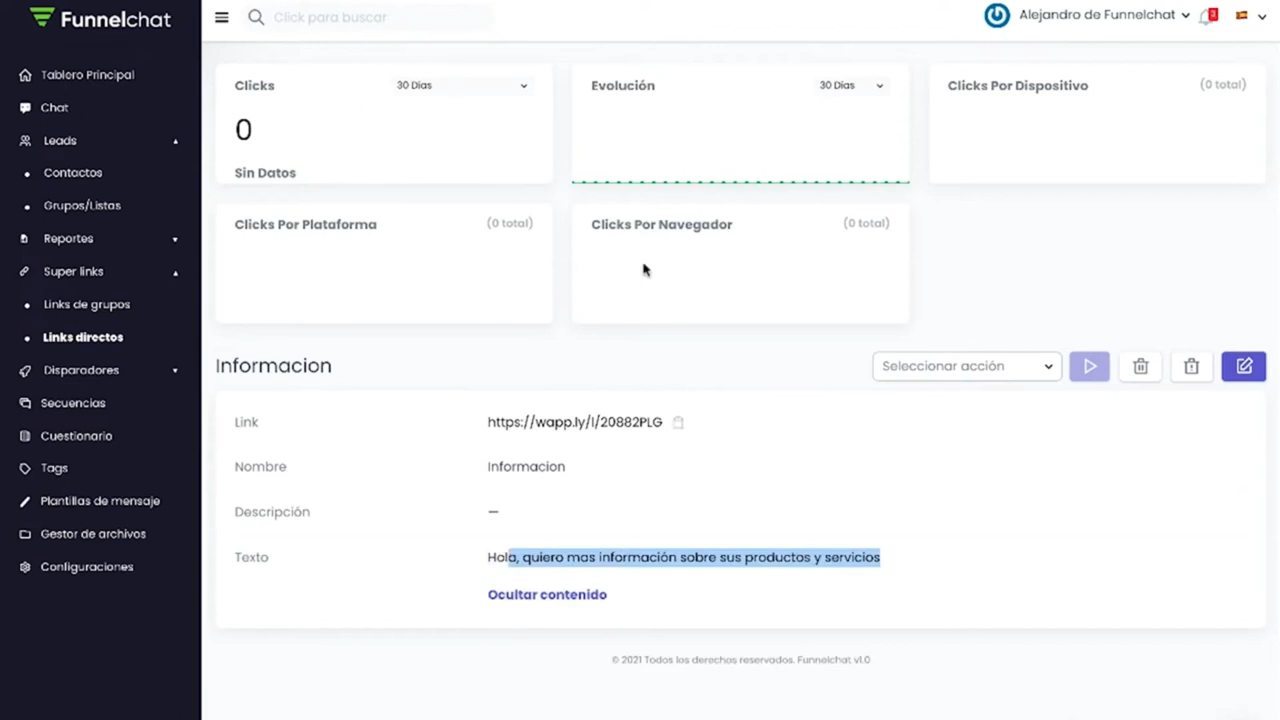 Funnelchat
Click para buscar
Alejandro de Funnelchat
Tablero Principal
Chat
Leads
Contactos
Grupos/Listas
Reportes
Super links
Links de grupos
Links directos
Disparadores
Secuencias
Cuestionario
Tags
Plantillas de mensaje
Gestor de archivos
Configuraciones
Clicks 30 Días
0
Sin Datos
Evolución 30 Días
Clicks Por Dispositivo (0 total)
Clicks Por Plataforma (0 total)
Clicks Por Navegador (0 total)
Informacion
Seleccionar acción
Link https://wapp.ly/l/20882PLG
Nombre Informacion
Descripción —
Texto Hola, quiero mas información sobre sus productos y servicios
Ocultar contenido
© 2021 Todos los derechos reservados. Funnelchat v1.0